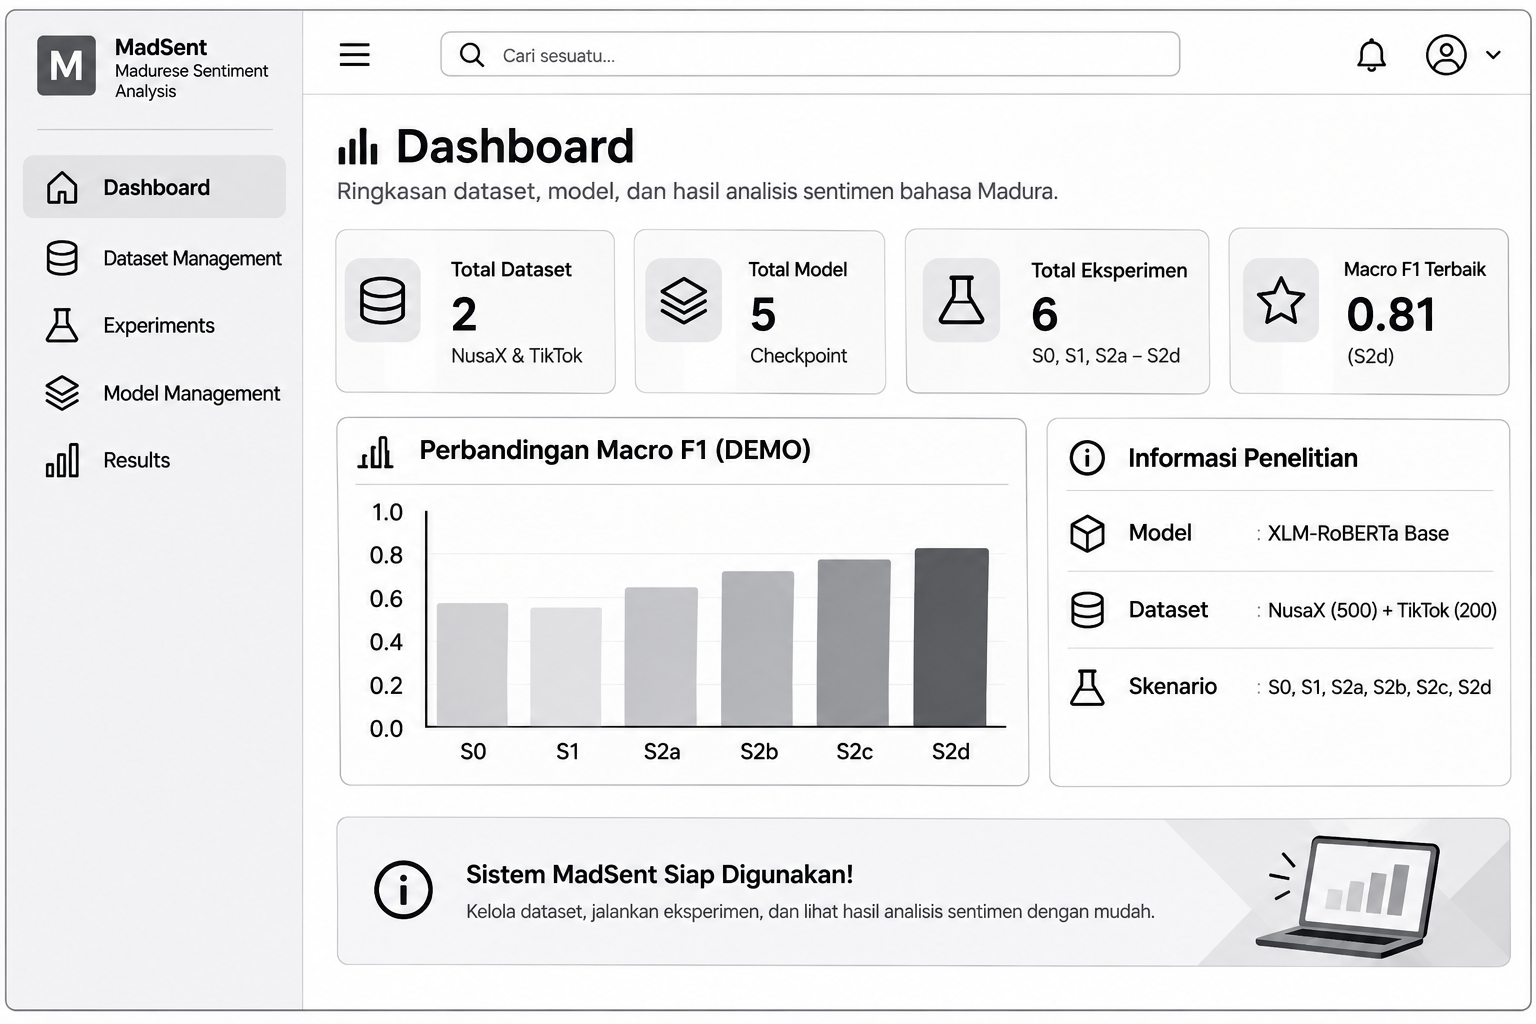 M
MadSent
Madurese Sentiment
Analysis
Dashboard
Dataset Management
Experiments
Model Management
Results
Cari sesuatu...
Dashboard
Ringkasan dataset, model, dan hasil analisis sentimen bahasa Madura.
Total Dataset
2
NusaX & TikTok
Total Model
5
Checkpoint
Total Eksperimen
6
S0, S1, S2a – S2d
Macro F1 Terbaik
0.81
(S2d)
Perbandingan Macro F1 (DEMO)
1.0
0.8
0.6
0.4
0.2
0.0
S0 S1 S2a S2b S2c S2d
Informasi Penelitian
Model : XLM-RoBERTa Base
Dataset : NusaX (500) + TikTok (200)
Skenario : S0, S1, S2a, S2b, S2c, S2d
Sistem MadSent Siap Digunakan!
Kelola dataset, jalankan eksperimen, dan lihat hasil analisis sentimen dengan mudah.